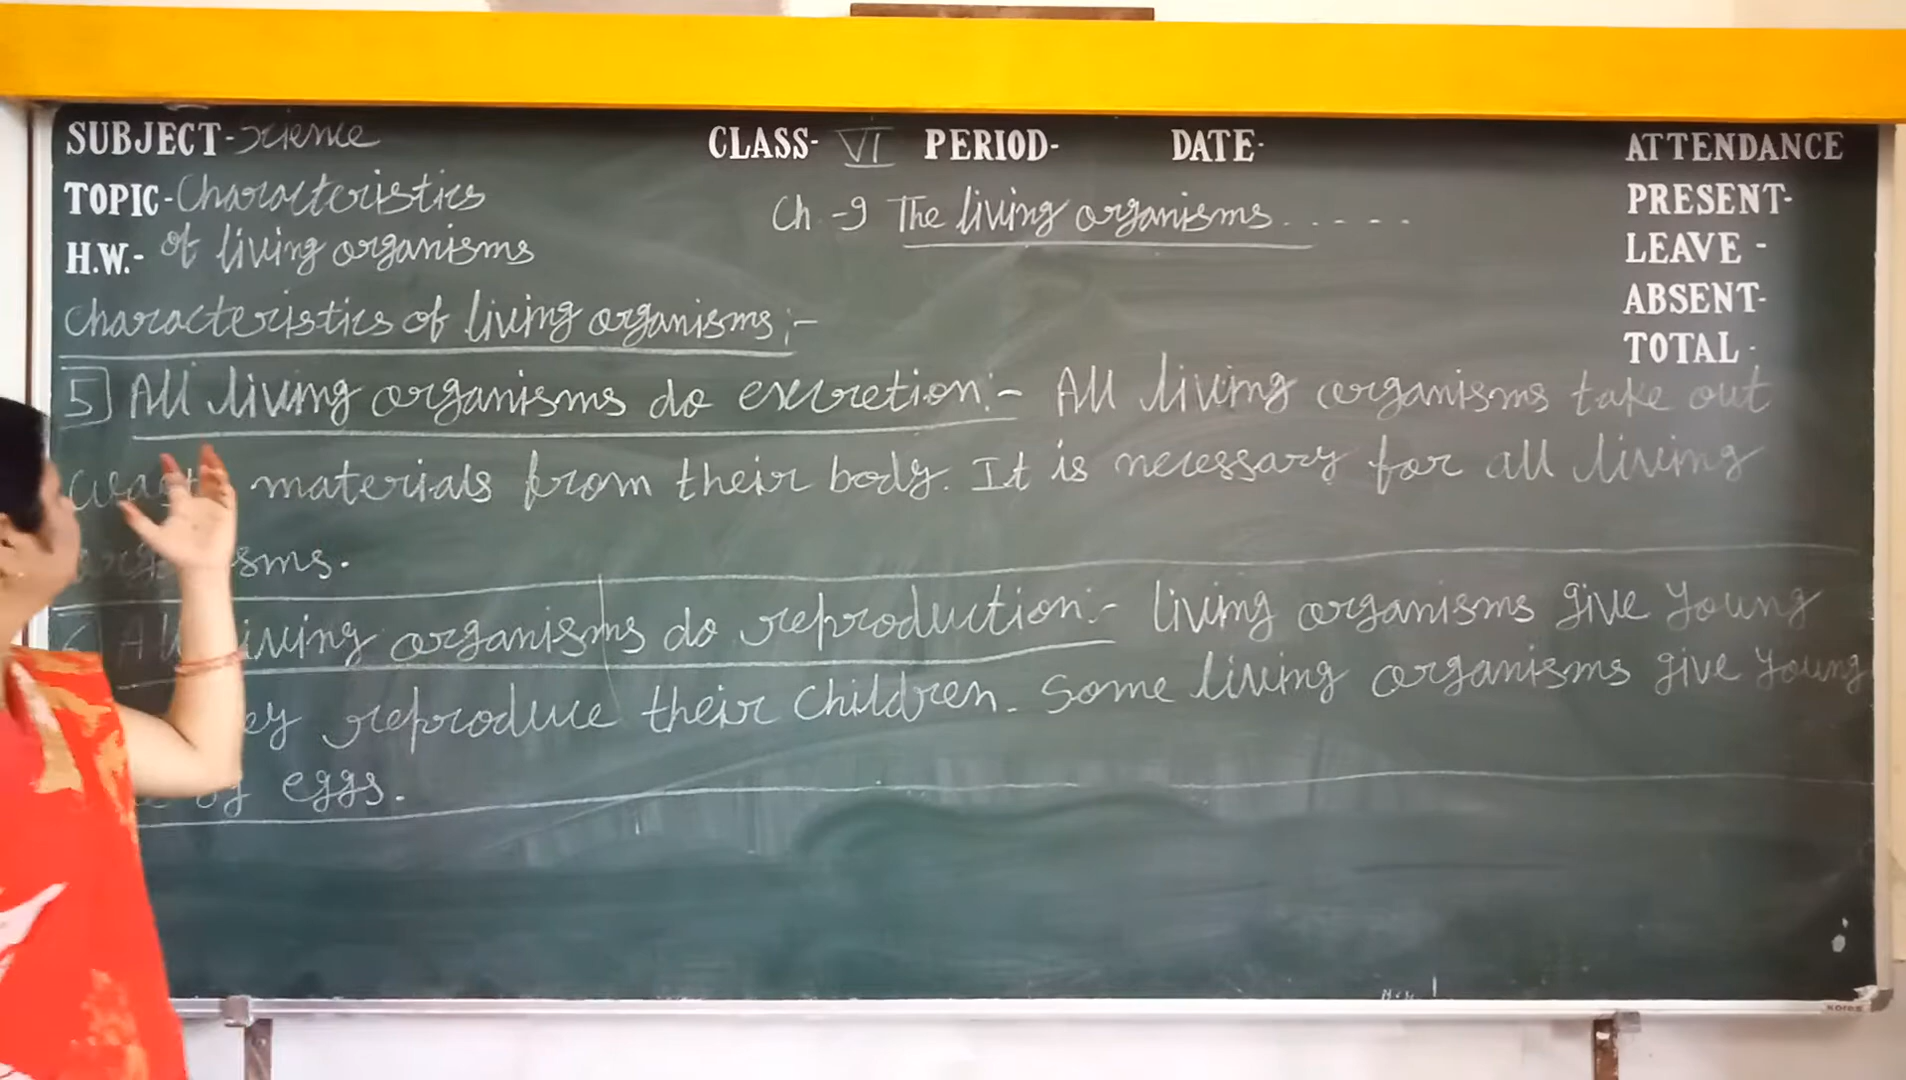 SUBJECT-Science CLASS- VI PERIOD- DATE- ATTENDANCE
TOPIC-Characteristics Ch-9 The living organisms..... PRESENT-
H.W.- of living organisms LEAVE -
Characteristics of living organisms:- ABSENT-
TOTAL -
5] All living organisms do excretion:- All living organisms take out
waste materials from their body. It is necessary for all living
organisms.
6 All living organisms do reproduction:- living organisms give young
ey reproduce their children. Some living organisms give young
of eggs.
KORES